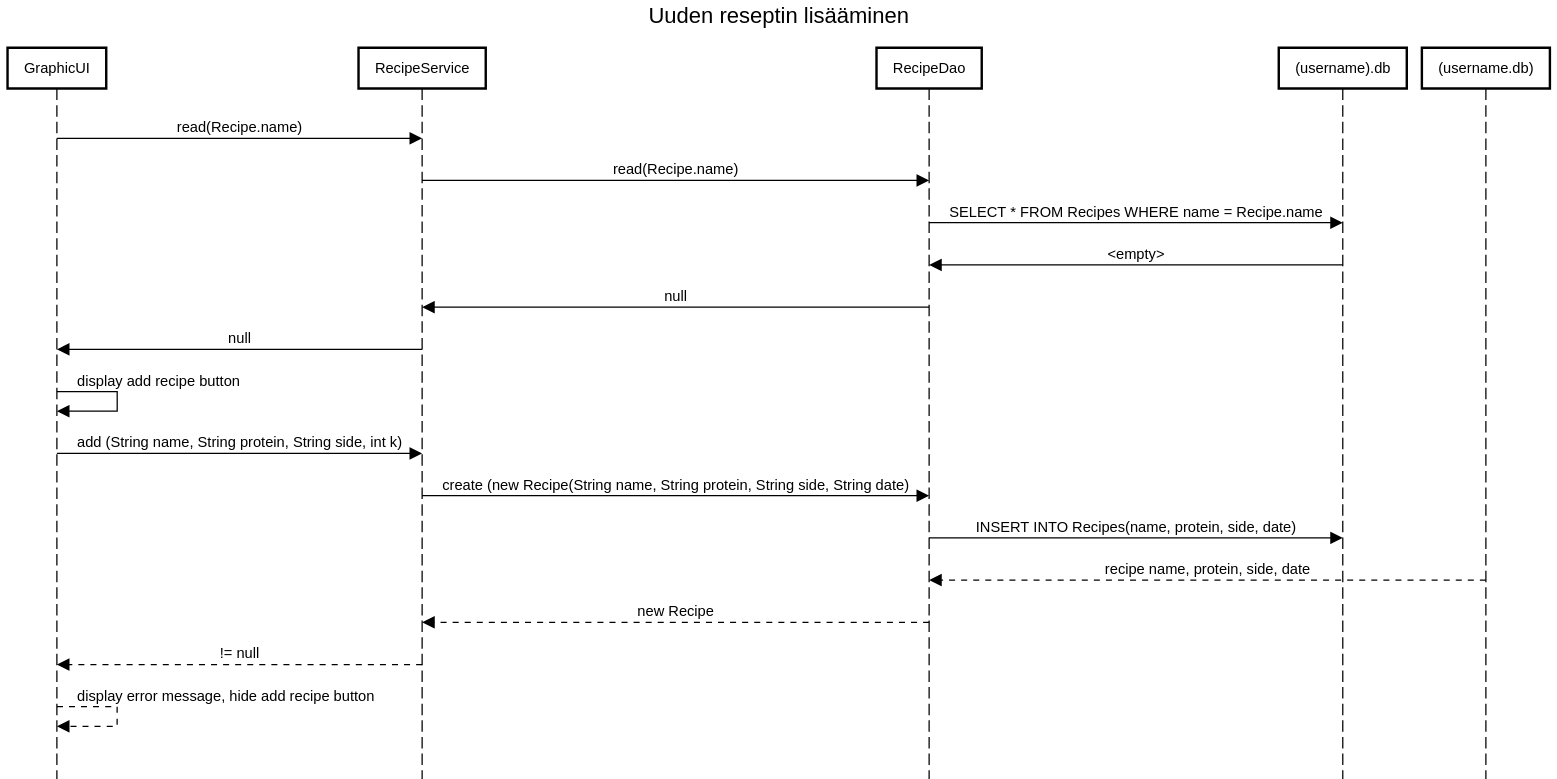 Uuden reseptin lisääminen
GraphicUI
RecipeService
RecipeDao
(username).db
(username.db)
read(Recipe.name)
read(Recipe.name)
SELECT * FROM Recipes WHERE name = Recipe.name
<empty>
null
null
display add recipe button
add (String name, String protein, String side, int k)
create (new Recipe(String name, String protein, String side, String date)
INSERT INTO Recipes(name, protein, side, date)
recipe name, protein, side, date
new Recipe
!= null
display error message, hide add recipe button